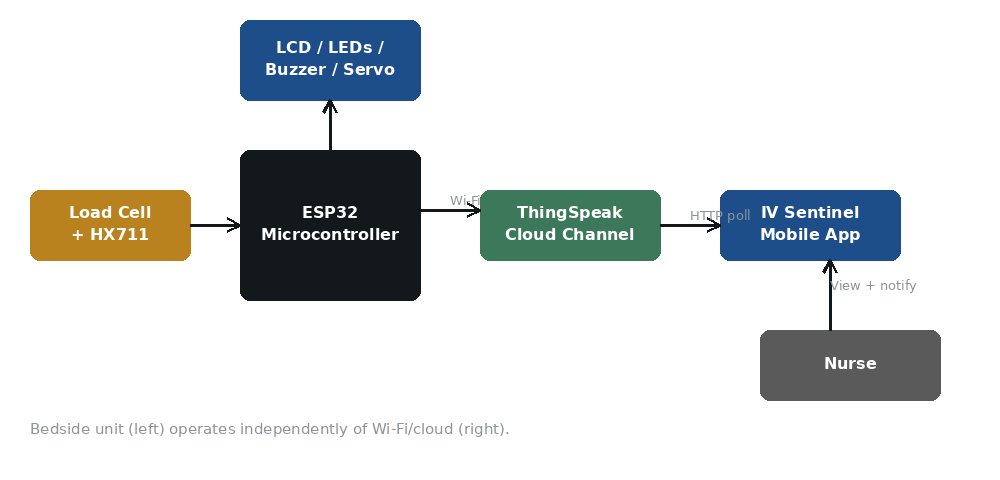 LCD / LEDs /
Buzzer / Servo
Load Cell
+ HX711
ESP32
Microcontroller
Wi-Fi
ThingSpeak
Cloud Channel
HTTP poll
IV Sentinel
Mobile App
View + notify
Nurse
Bedside unit (left) operates independently of Wi-Fi/cloud (right).